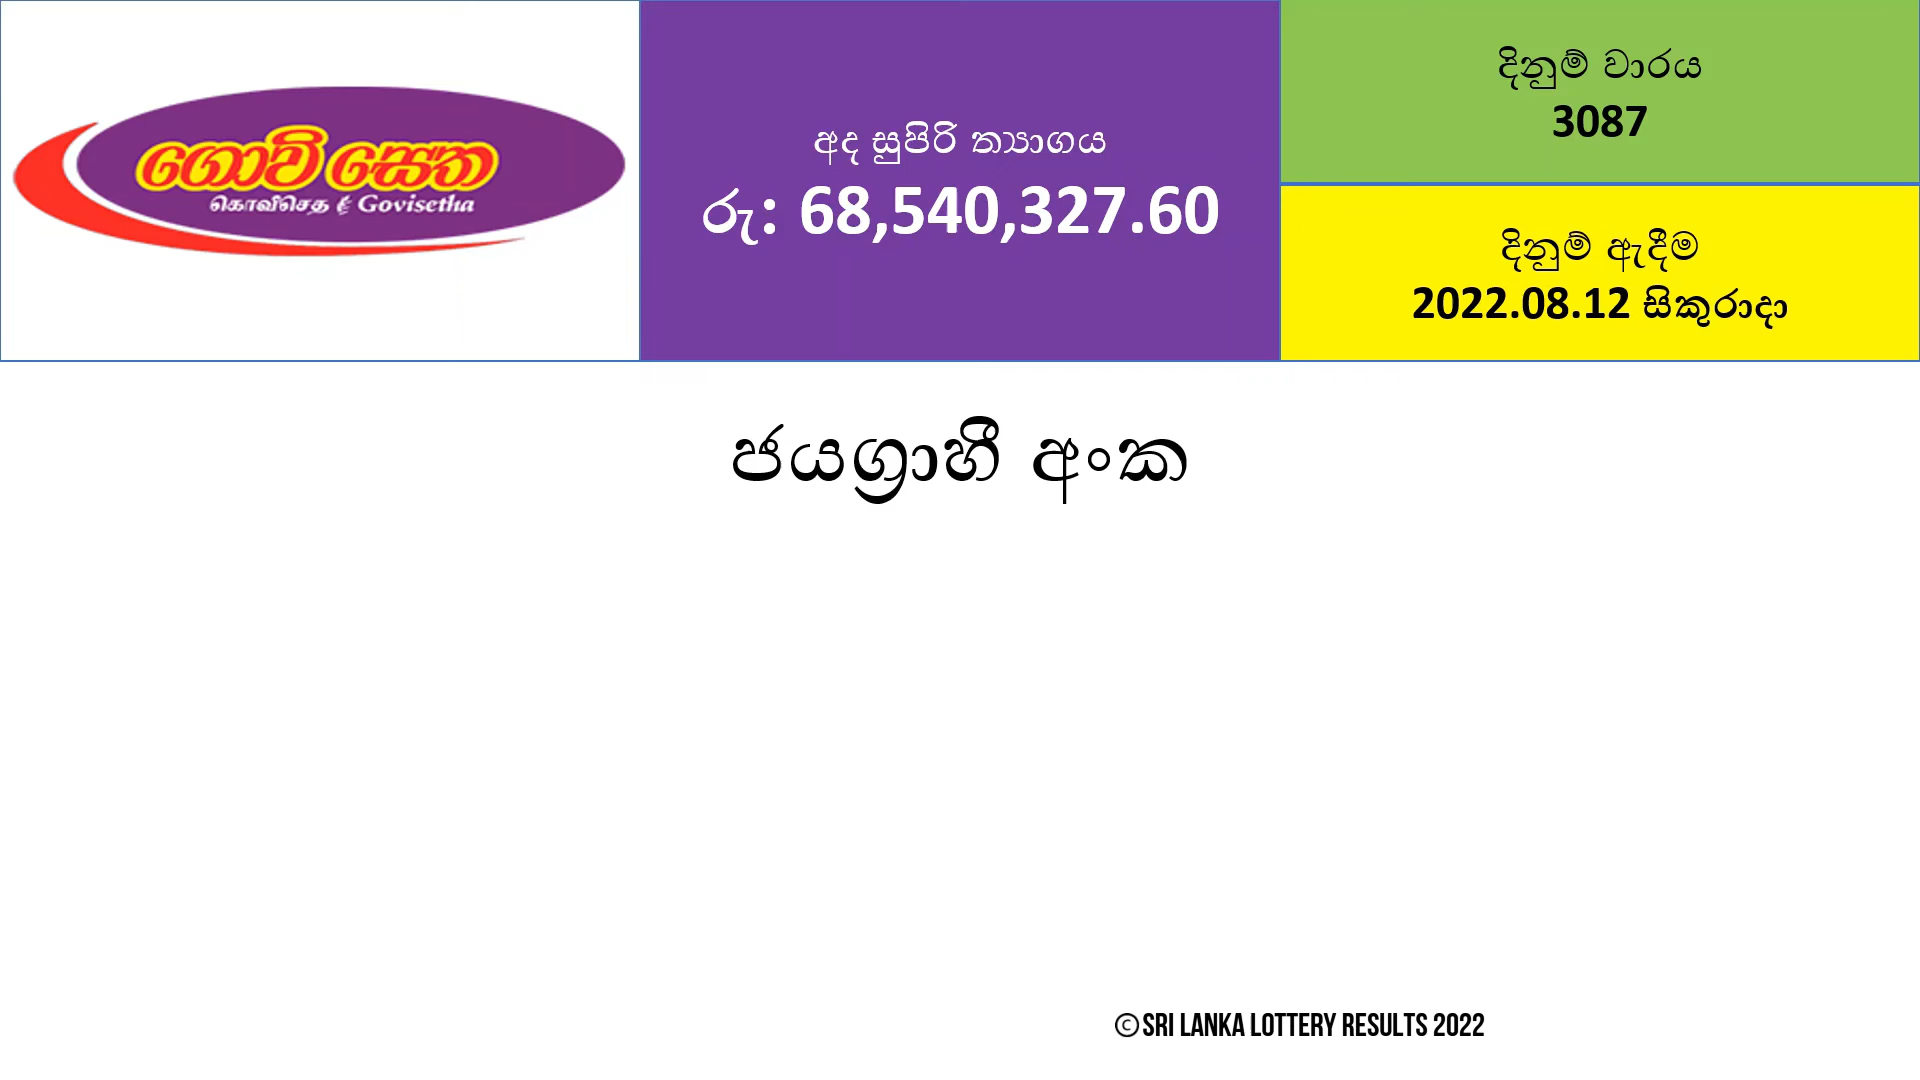 ගොවි සෙත
கொவிசெத Govisetha
අද සුපිරි ත්‍යාගය
රු: 68,540,327.60
දිනුම් වාරය
3087
දිනුම් ඇදීම
2022.08.12 සිකුරාදා
ජයග්‍රාහී අංක
© SRI LANKA LOTTERY RESULTS 2022